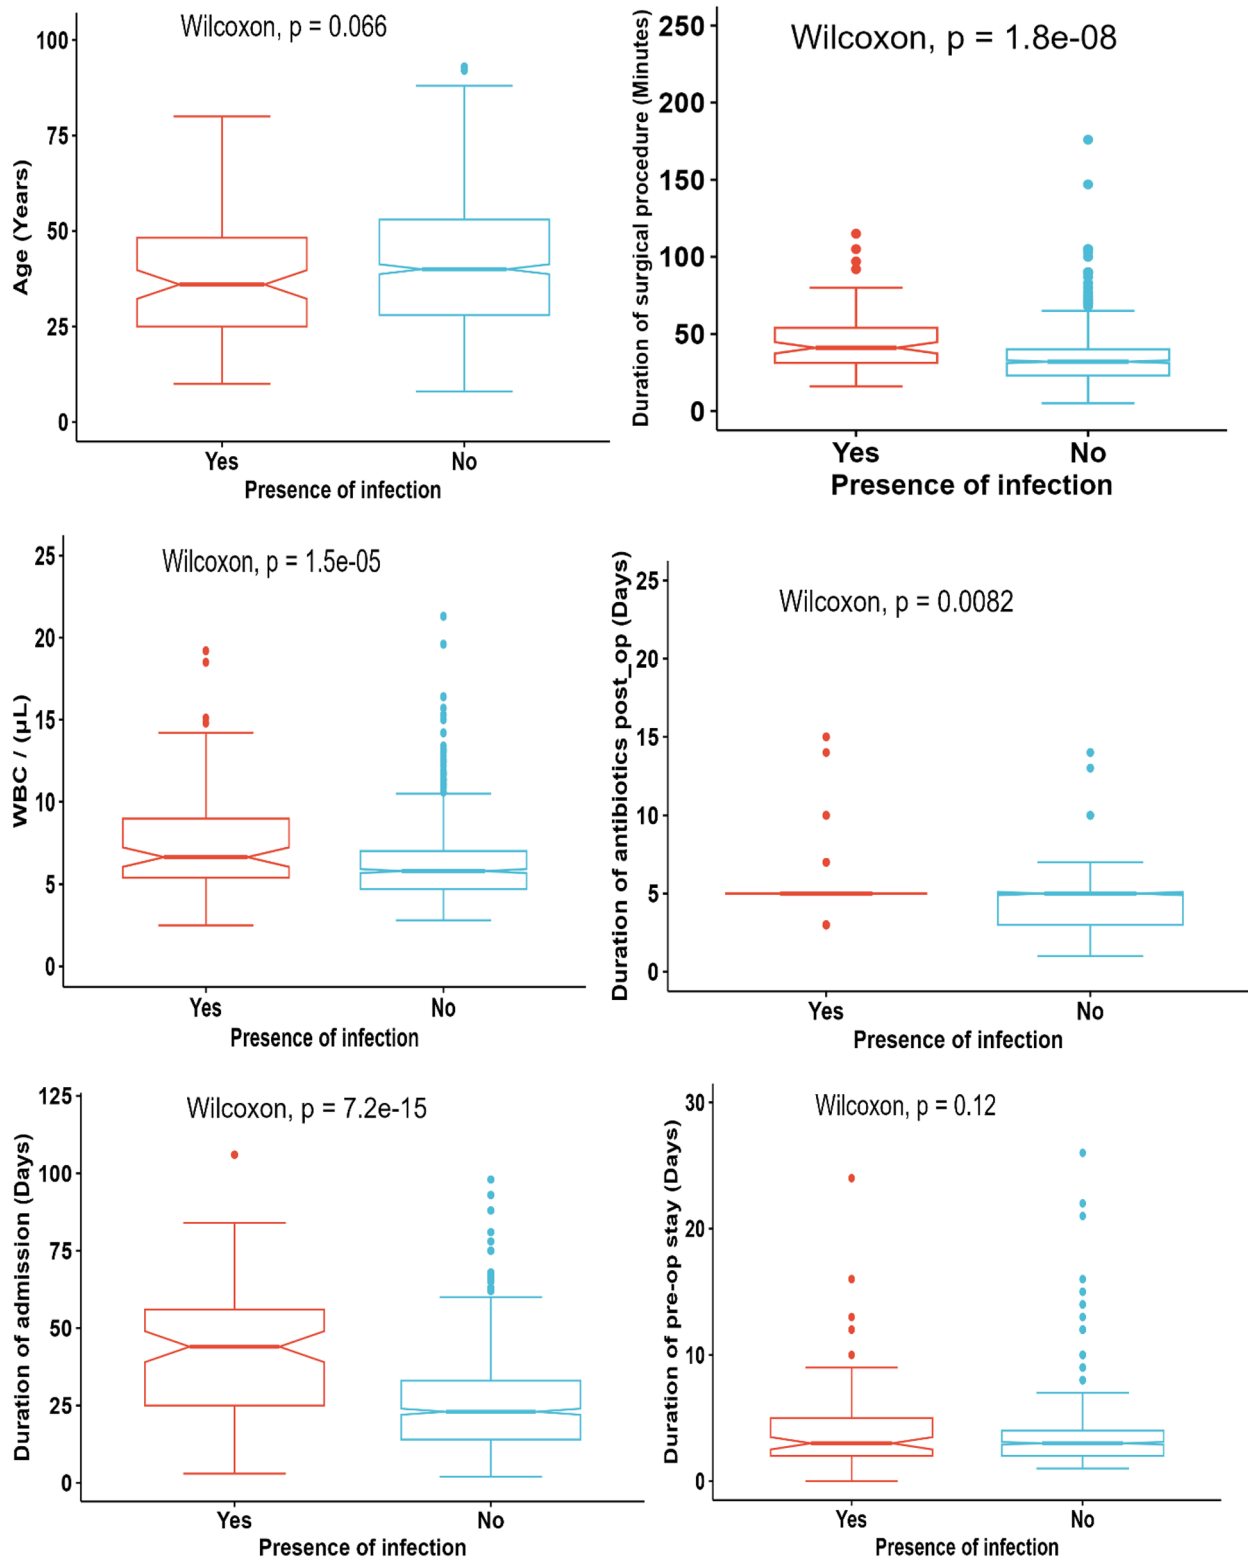 Wilcoxon, p = 0.066
100
75
50
25
0
Age (Years)
Yes No
Presence of infection
Wilcoxon, p = 1.8e-08
250
200
150
100
50
0
Duration of surgical procedure (Minutes)
Yes No
Presence of infection
Wilcoxon, p = 1.5e-05
25
20
15
10
5
0
WBC / (µL)
Yes No
Presence of infection
Wilcoxon, p = 0.0082
25
20
15
10
5
0
Duration of antibiotics post_op (Days)
Yes No
Presence of infection
Wilcoxon, p = 7.2e-15
125
100
75
50
25
0
Duration of admission (Days)
Yes No
Presence of infection
Wilcoxon, p = 0.12
30
20
10
0
Duration of pre-op stay (Days)
Yes No
Presence of infection